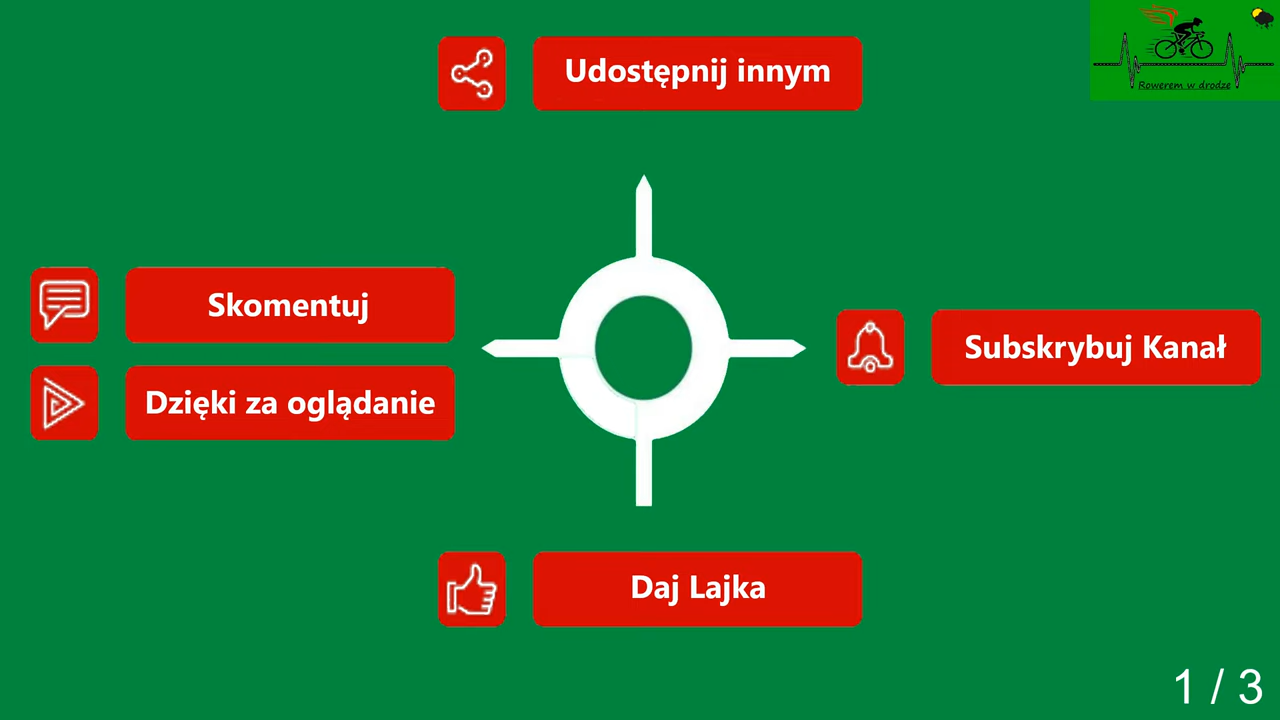 Udostępnij innym
Rowerem w drodze
Skomentuj
Subskrybuj Kanał
Dzięki za oglądanie
Daj Lajka
1 / 3